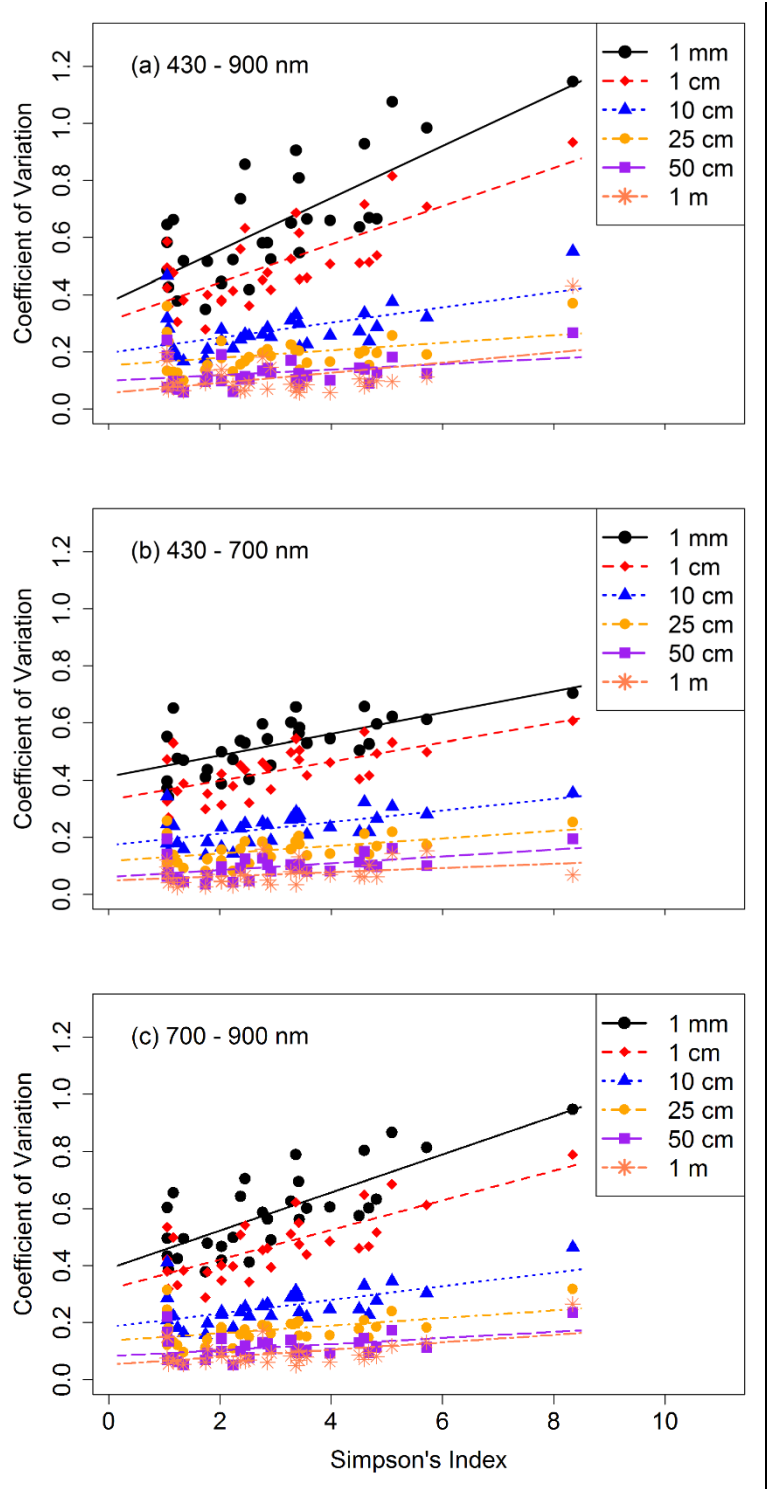 (a) 430 - 900 nm
1 mm
1 cm
10 cm
25 cm
50 cm
1 m
Coefficient of Variation
0.0 0.2 0.4 0.6 0.8 1.0 1.2
(b) 430 - 700 nm
1 mm
1 cm
10 cm
25 cm
50 cm
1 m
Coefficient of Variation
0.0 0.2 0.4 0.6 0.8 1.0 1.2
(c) 700 - 900 nm
1 mm
1 cm
10 cm
25 cm
50 cm
1 m
Coefficient of Variation
0.0 0.2 0.4 0.6 0.8 1.0 1.2
0 2 4 6 8 10
Simpson's Index